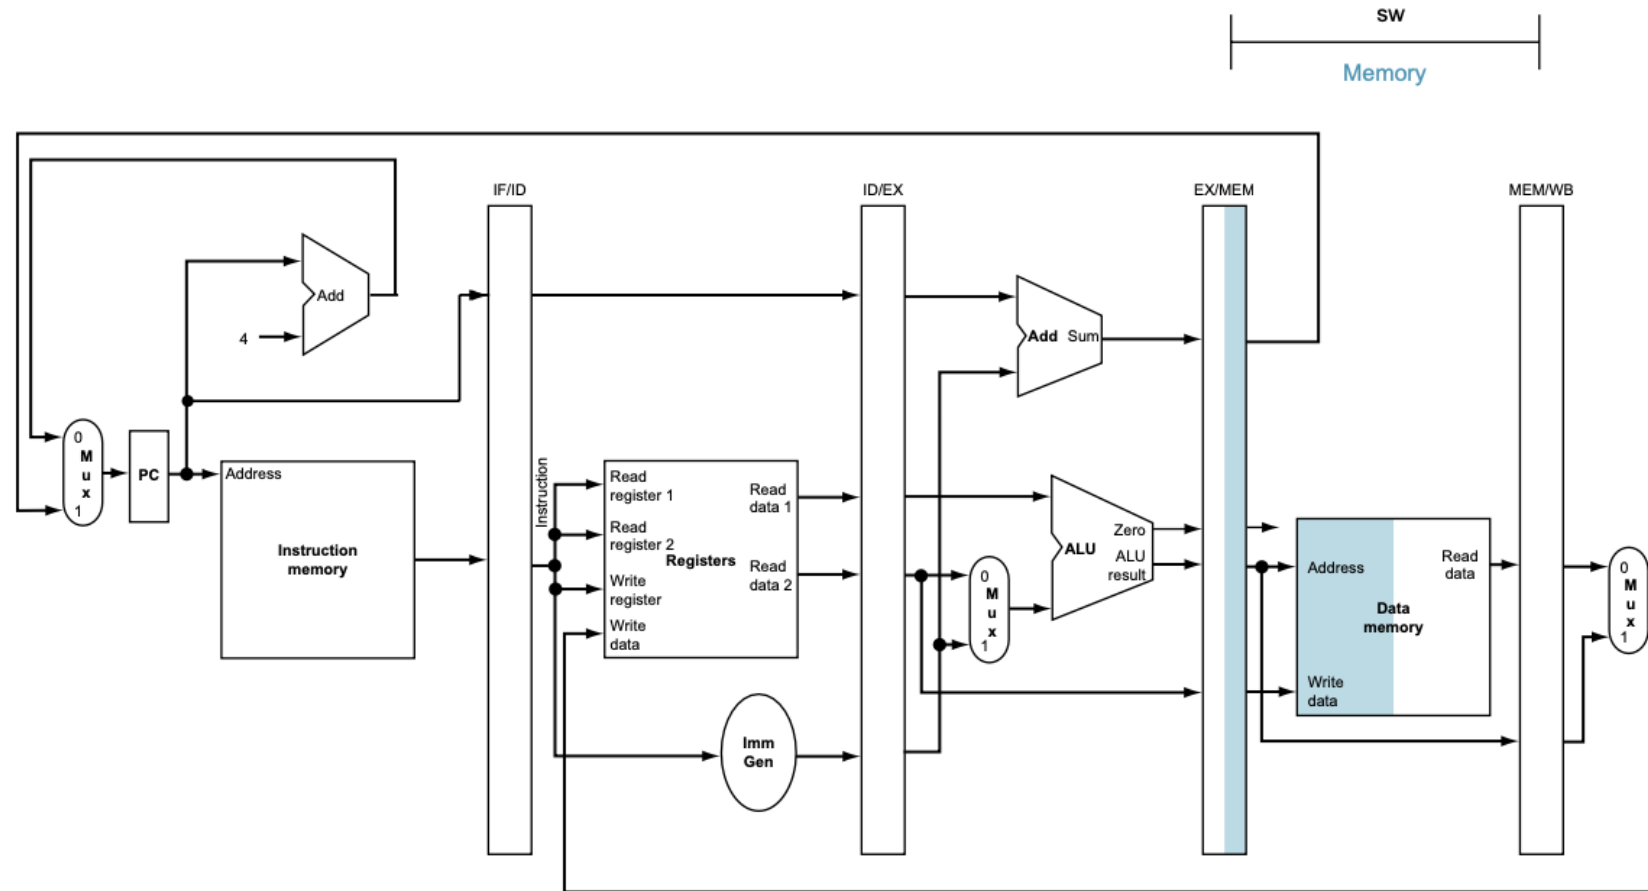 SW
Memory
IF/ID
ID/EX
EX/MEM
MEM/WB
Add
4
Add Sum
0
M
u
x
1
PC
Address
Instruction
memory
Instruction
Read
register 1
Read
register 2
Write
register
Write
data
Registers
Read
data 1
Read
data 2
Imm
Gen
0
M
u
x
1
Zero
ALU
ALU
result
Address
Read
data
Data
memory
Write
data
0
M
u
x
1